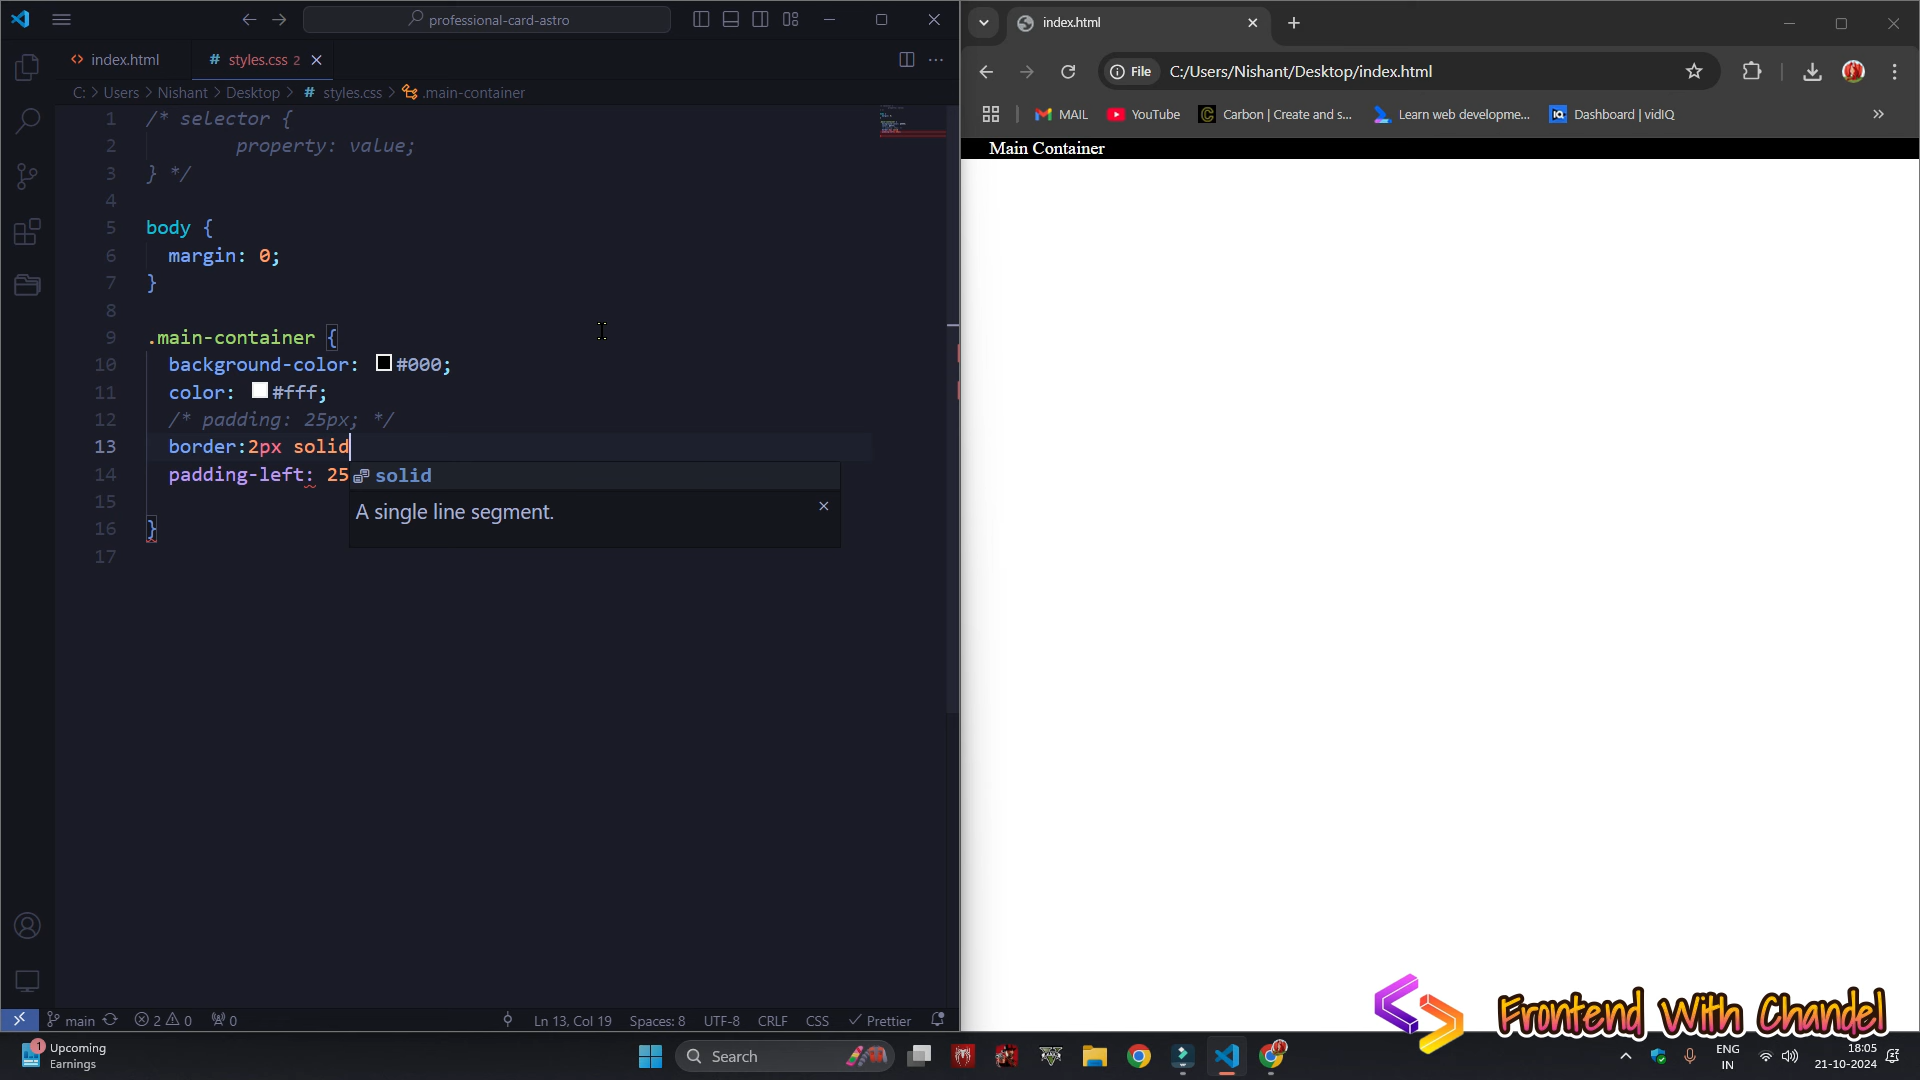 professional-card-astro
index.html
# styles.css 2
C: > Users > Nishant > Desktop > # styles.css > .main-container
1 /* selector {
2 property: value;
3 } */
4
5 body {
6 margin: 0;
7 }
8
9 .main-container {
10 background-color: #000;
11 color: #fff;
12 /* padding: 25px; */
13 border:2px solid
14 padding-left: 25
15
16 }
17
solid
A single line segment.
main
2 0
0
Ln 13, Col 19
Spaces: 8
UTF-8
CRLF
CSS
Prettier
index.html
File
C:/Users/Nishant/Desktop/index.html
MAIL
YouTube
Carbon | Create and s...
Learn web developme...
Dashboard | vidIQ
Main Container
Frontend With Chandel
1
Upcoming
Earnings
Search
ENG
IN
18:05
21-10-2024